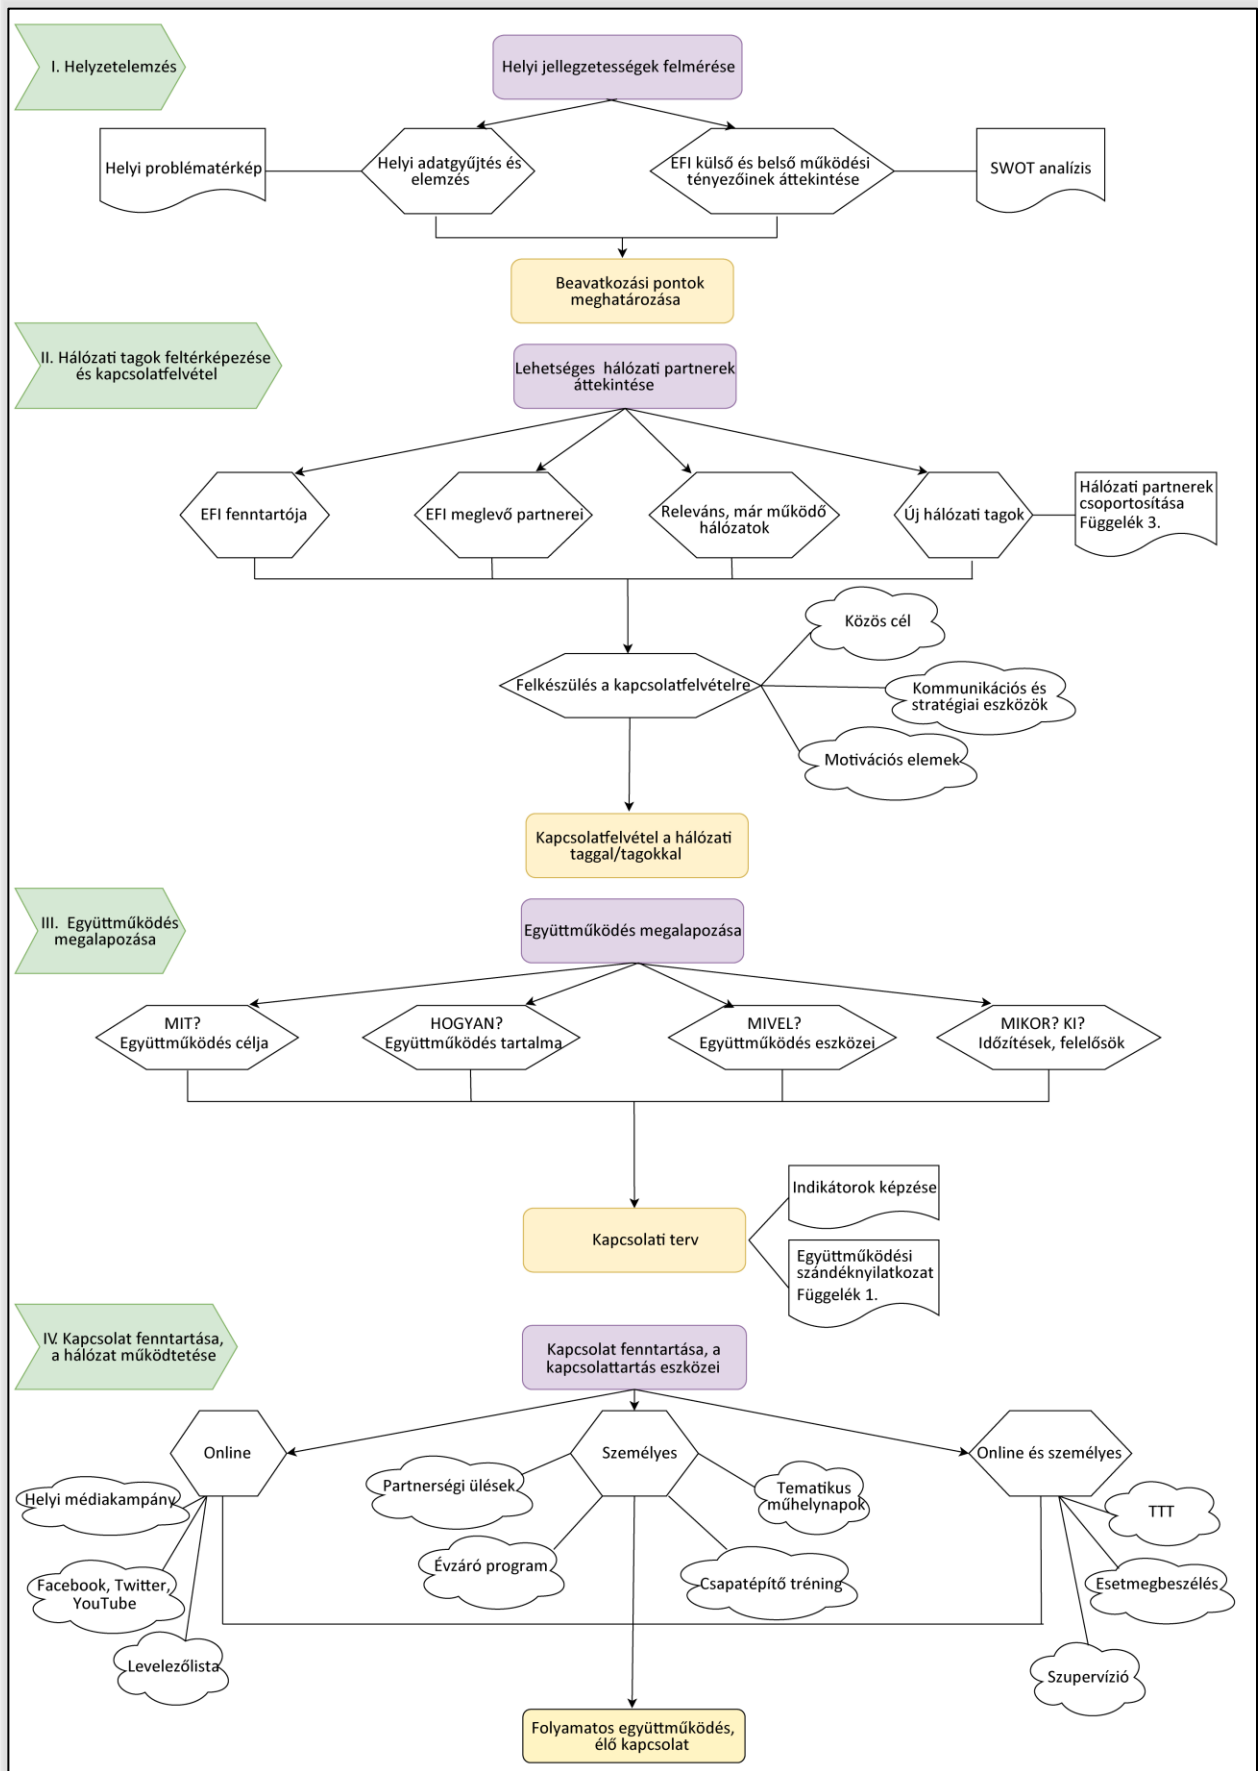 I. Helyzetelemzés
Helyi jellegzetességek felmérése
Helyi problématérkép
Helyi adatgyűjtés és
elemzés
EFI külső és belső működési
tényezőinek áttekintése
SWOT analízis
Beavatkozási pontok
meghatározása
II. Hálózati tagok feltérképezése
és kapcsolatfelvétel
Lehetséges hálózati partnerek
áttekintése
EFI fenntartója
EFI meglevő partnerei
Releváns, már működő
hálózatok
Új hálózati tagok
Hálózati partnerek
csoportosítása
Függelék 3.
Közös cél
Felkészülés a kapcsolatfelvételre
Kommunikációs és
stratégiai eszközök
Motivációs elemek
Kapcsolatfelvétel a hálózati
taggal/tagokkal
III. Együttműködés
megalapozása
Együttműködés megalapozása
MIT?
Együttműködés célja
HOGYAN?
Együttműködés tartalma
MIVEL?
Együttműködés eszközei
MIKOR? KI?
Időzítések, felelősök
Indikátorok képzése
Kapcsolati terv
Együttműködési
szándéknyilatkozat
Függelék 1.
IV. Kapcsolat fenntartása,
a hálózat működtetése
Kapcsolat fenntartása, a
kapcsolattartás eszközei
Online
Személyes
Online és személyes
Helyi médiakampány
Partnerségi ülések
Tematikus
műhelynapok
TTT
Facebook, Twitter,
YouTube
Évzáró program
Csapatépítő tréning
Esetmegbeszélés
Levelezőlista
Szupervízió
Folyamatos együttműködés,
élő kapcsolat